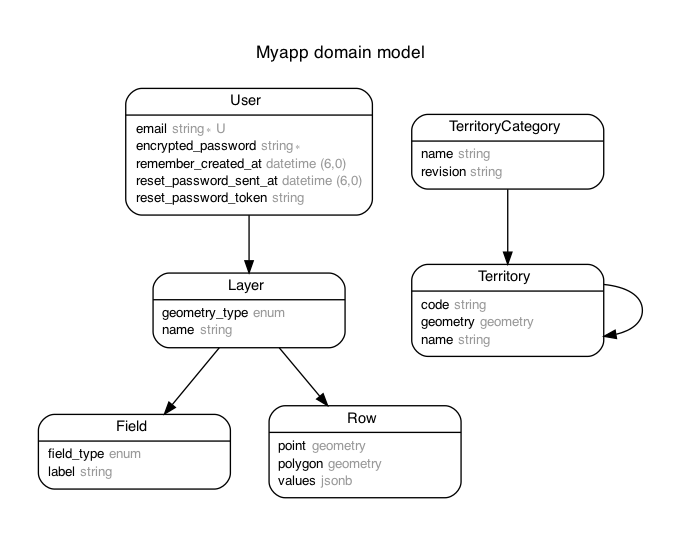 Myapp domain model
User
email string∗ U
encrypted_password string∗
remember_created_at datetime (6,0)
reset_password_sent_at datetime (6,0)
reset_password_token string
TerritoryCategory
name string
revision string
Layer
geometry_type enum
name string
Territory
code string
geometry geometry
name string
Field
field_type enum
label string
Row
point geometry
polygon geometry
values jsonb